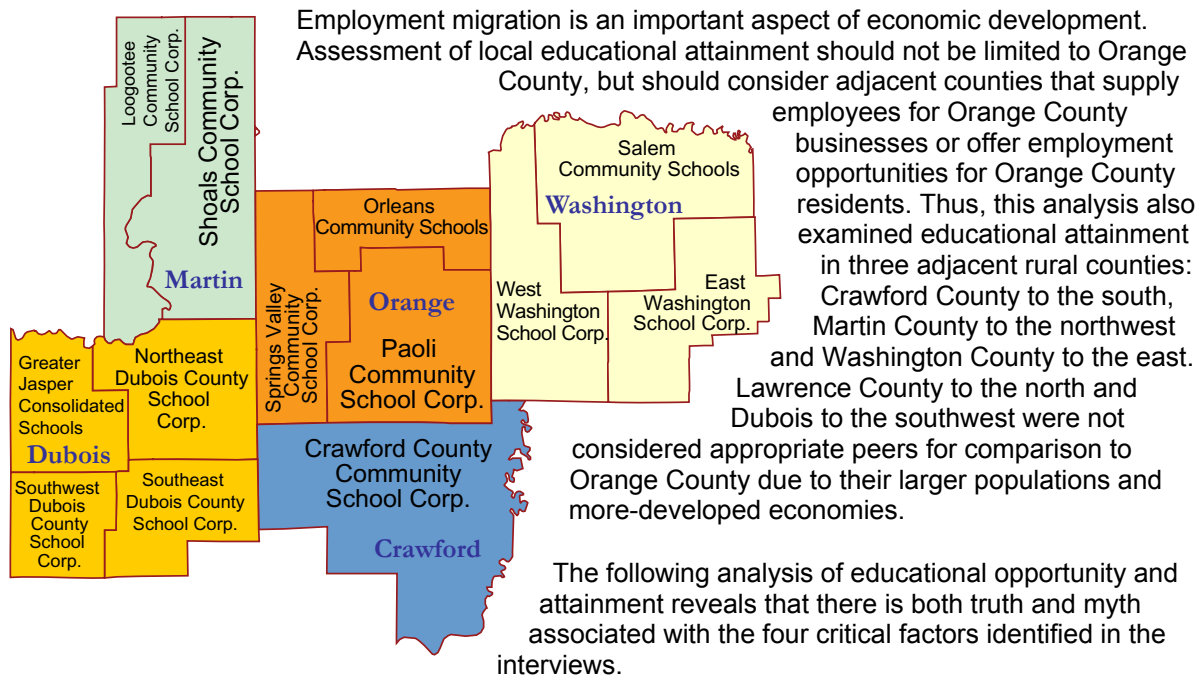 Employment migration is an important aspect of economic development.
Assessment of local educational attainment should not be limited to Orange
County, but should consider adjacent counties that supply
employees for Orange County
businesses or offer employment
opportunities for Orange County
residents. Thus, this analysis also
examined educational attainment
in three adjacent rural counties:
Crawford County to the south,
Martin County to the northwest
and Washington County to the east.
Lawrence County to the north and
Dubois to the southwest were not
considered appropriate peers for comparison to
Orange County due to their larger populations and
more-developed economies.
The following analysis of educational opportunity and
attainment reveals that there is both truth and myth
associated with the four critical factors identified in the
interviews.
Loogootee
Community
School Corp.
Shoals Community
School Corp.
Martin
Salem
Community Schools
Washington
West
Washington
School Corp.
East
Washington
School Corp.
Orleans
Community Schools
Springs Valley
Community
School Corp.
Orange
Paoli
Community
School Corp.
Greater
Jasper
Consolidated
Schools
Dubois
Northeast
Dubois County
School
Corp.
Southwest
Dubois
County
School
Corp.
Southeast
Dubois County
School Corp.
Crawford County
Community
School Corp.
Crawford